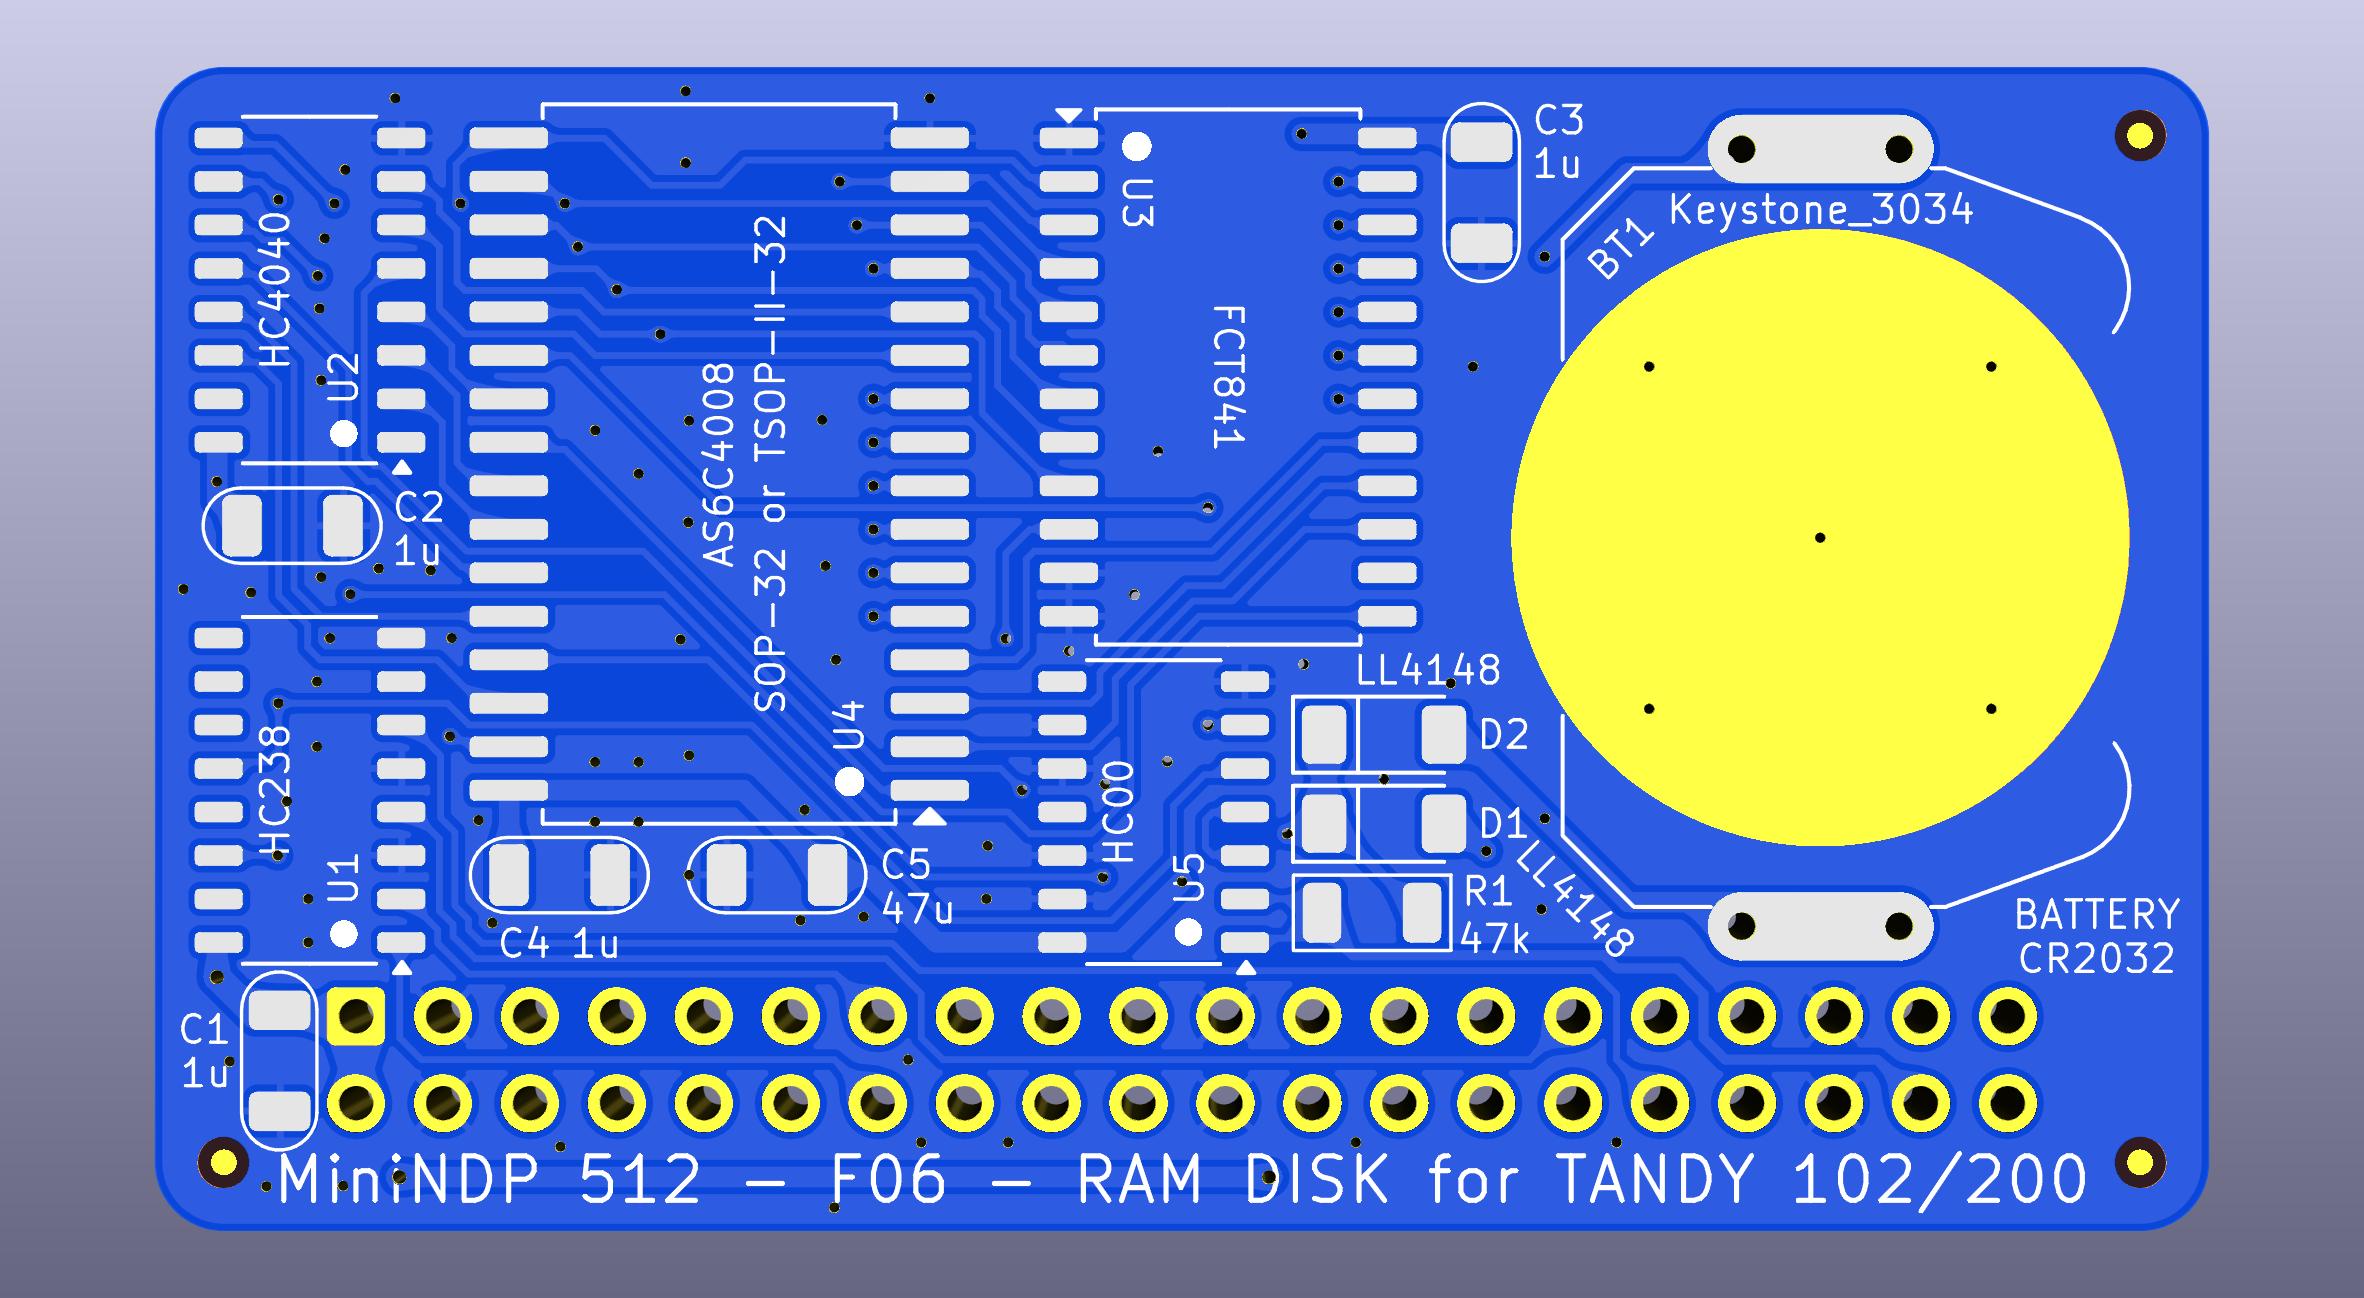 C3
1u
U3
Keystone_3034
BT1
HC4040
U2
AS6C4008
SOP-32 or TSOP-II-32
U4
FCT841
C2
1u
LL4148
D2
D1
LL4148
R1
47k
HC238
U1
HC00
U5
C5
47u
C4 1u
BATTERY
CR2032
C1
1u
MiniNDP 512 - F06 - RAM DISK for TANDY 102/200